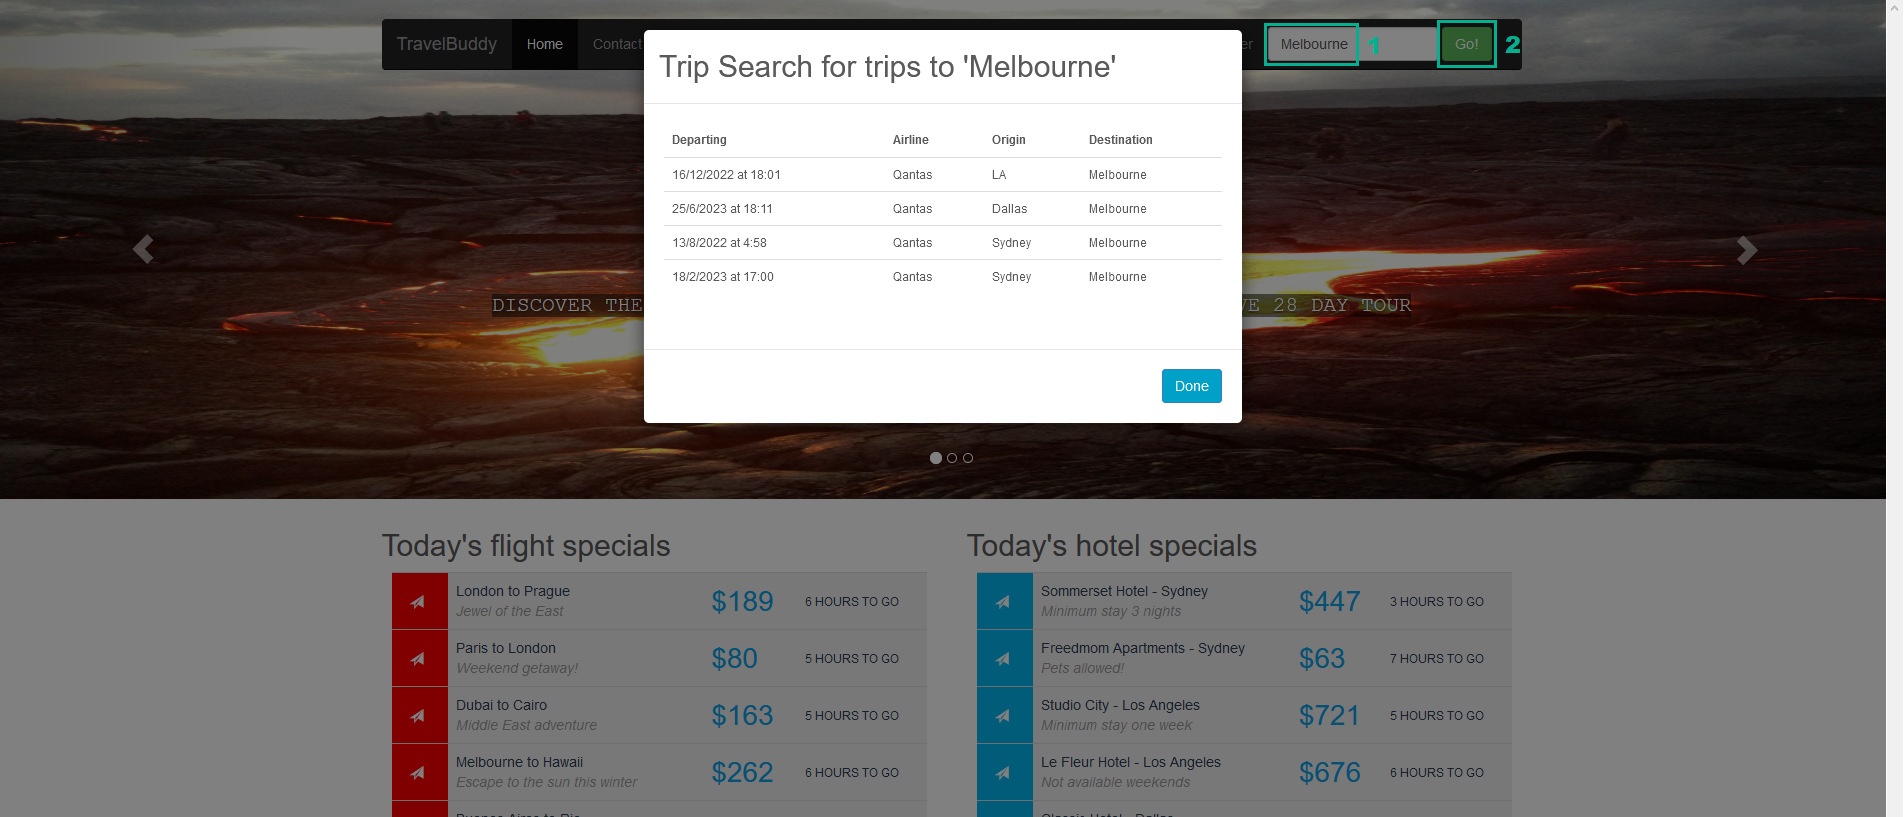 TravelBuddy Home Contact er Melbourne 1 Go! 2
Trip Search for trips to 'Melbourne'
Departing Airline Origin Destination
16/12/2022 at 18:01 Qantas LA Melbourne
25/6/2023 at 18:11 Qantas Dallas Melbourne
13/8/2022 at 4:58 Qantas Sydney Melbourne
18/2/2023 at 17:00 Qantas Sydney Melbourne
DISCOVER THE VE 28 DAY TOUR
Done
Today's flight specials
London to Prague $189 6 HOURS TO GO
Jewel of the East
Paris to London $80 5 HOURS TO GO
Weekend getaway!
Dubai to Cairo $163 5 HOURS TO GO
Middle East adventure
Melbourne to Hawaii $262 6 HOURS TO GO
Escape to the sun this winter
Today's hotel specials
Sommerset Hotel - Sydney $447 3 HOURS TO GO
Minimum stay 3 nights
Freedmom Apartments - Sydney $63 7 HOURS TO GO
Pets allowed!
Studio City - Los Angeles $721 5 HOURS TO GO
Minimum stay one week
Le Fleur Hotel - Los Angeles $676 6 HOURS TO GO
Not available weekends